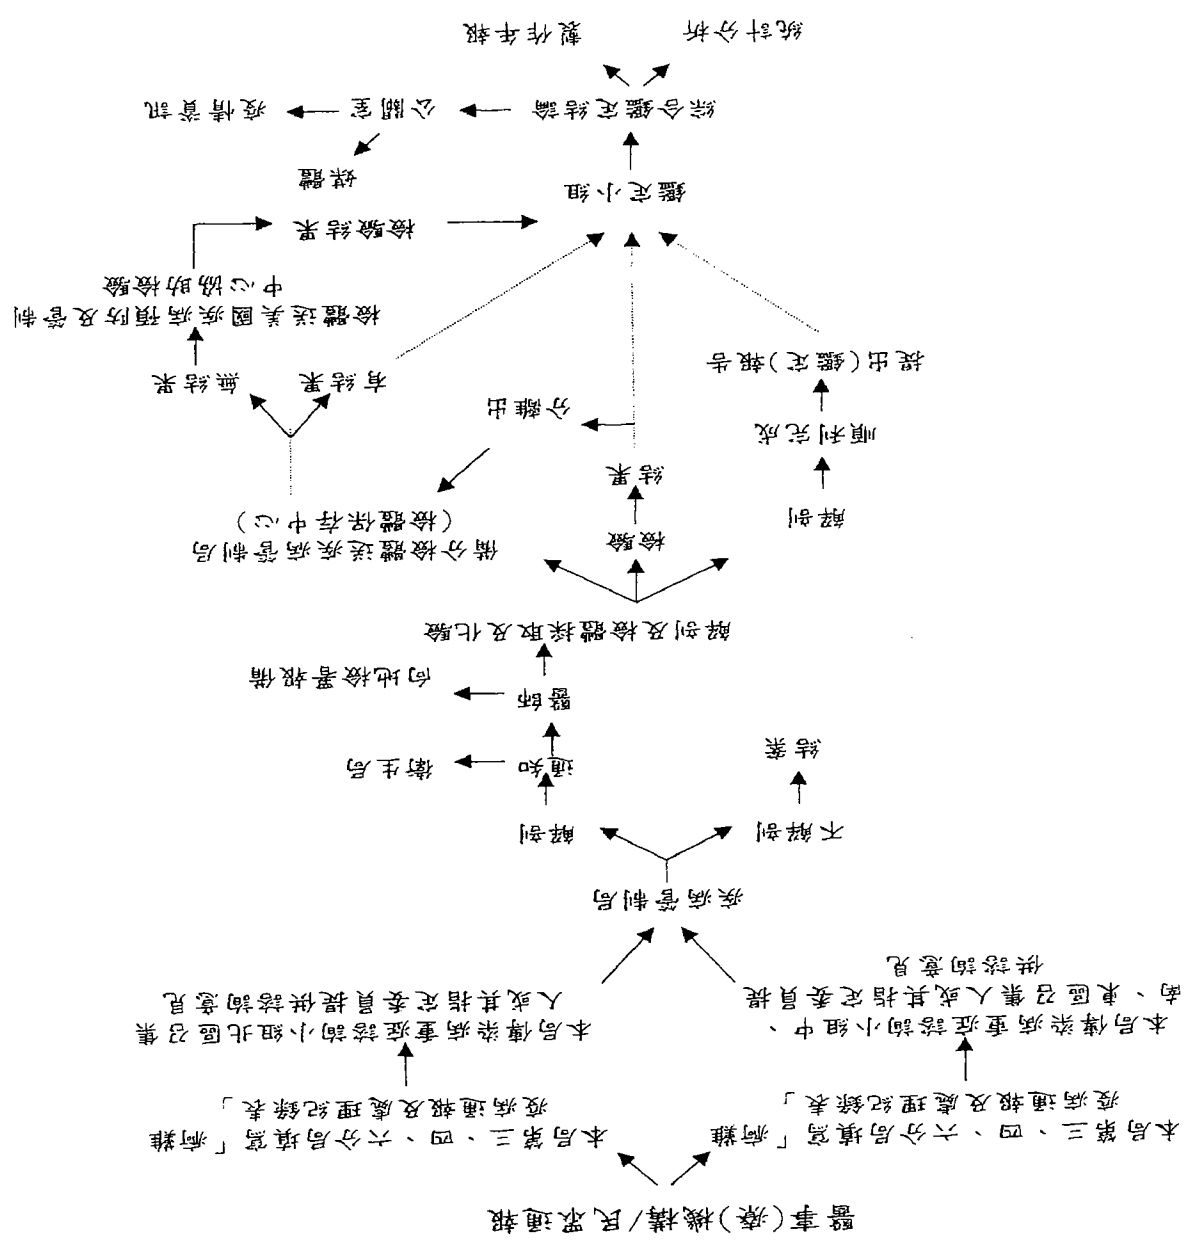 醫事(療)機構/民眾通報
本局第三、四、六分局填寫「病難
疫病通報及處理紀錄表」
本局第三、四、六分局填寫「病難
疫病通報及處理紀錄表」
本局傳染病重症諮詢小組中、
南、東區召集人或其指定委員提
供諮詢意見
本局傳染病重症諮詢小組北區召集
人或其指定委員提供諮詢意見
疾病管制局
不解剖
解剖
結案
通知
衛生局
醫師
向地檢署報備
解剖及檢體採取及化驗
解剖
檢驗
備分檢體送疾病管制局
(檢體保存中心)
順利完成
結果
分離出
提出(鑑定)報告
有結果
無結果
檢體送美國疾病預防及管制
中心協助檢驗
檢驗結果
鑑定小組
媒體
綜合鑑定結論
公關室
疫情資訊
統計分析
製作年報